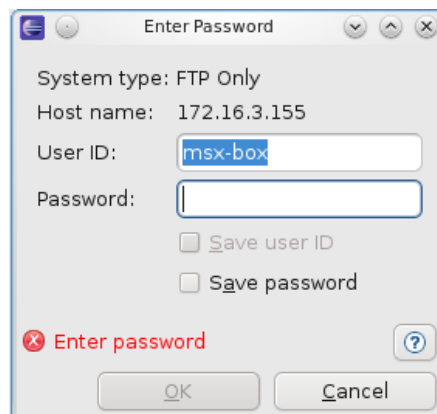 Enter Password
System type: FTP Only
Host name: 172.16.3.155
User ID: msx-box
Password:
Save user ID
Save password
Enter password
OK Cancel